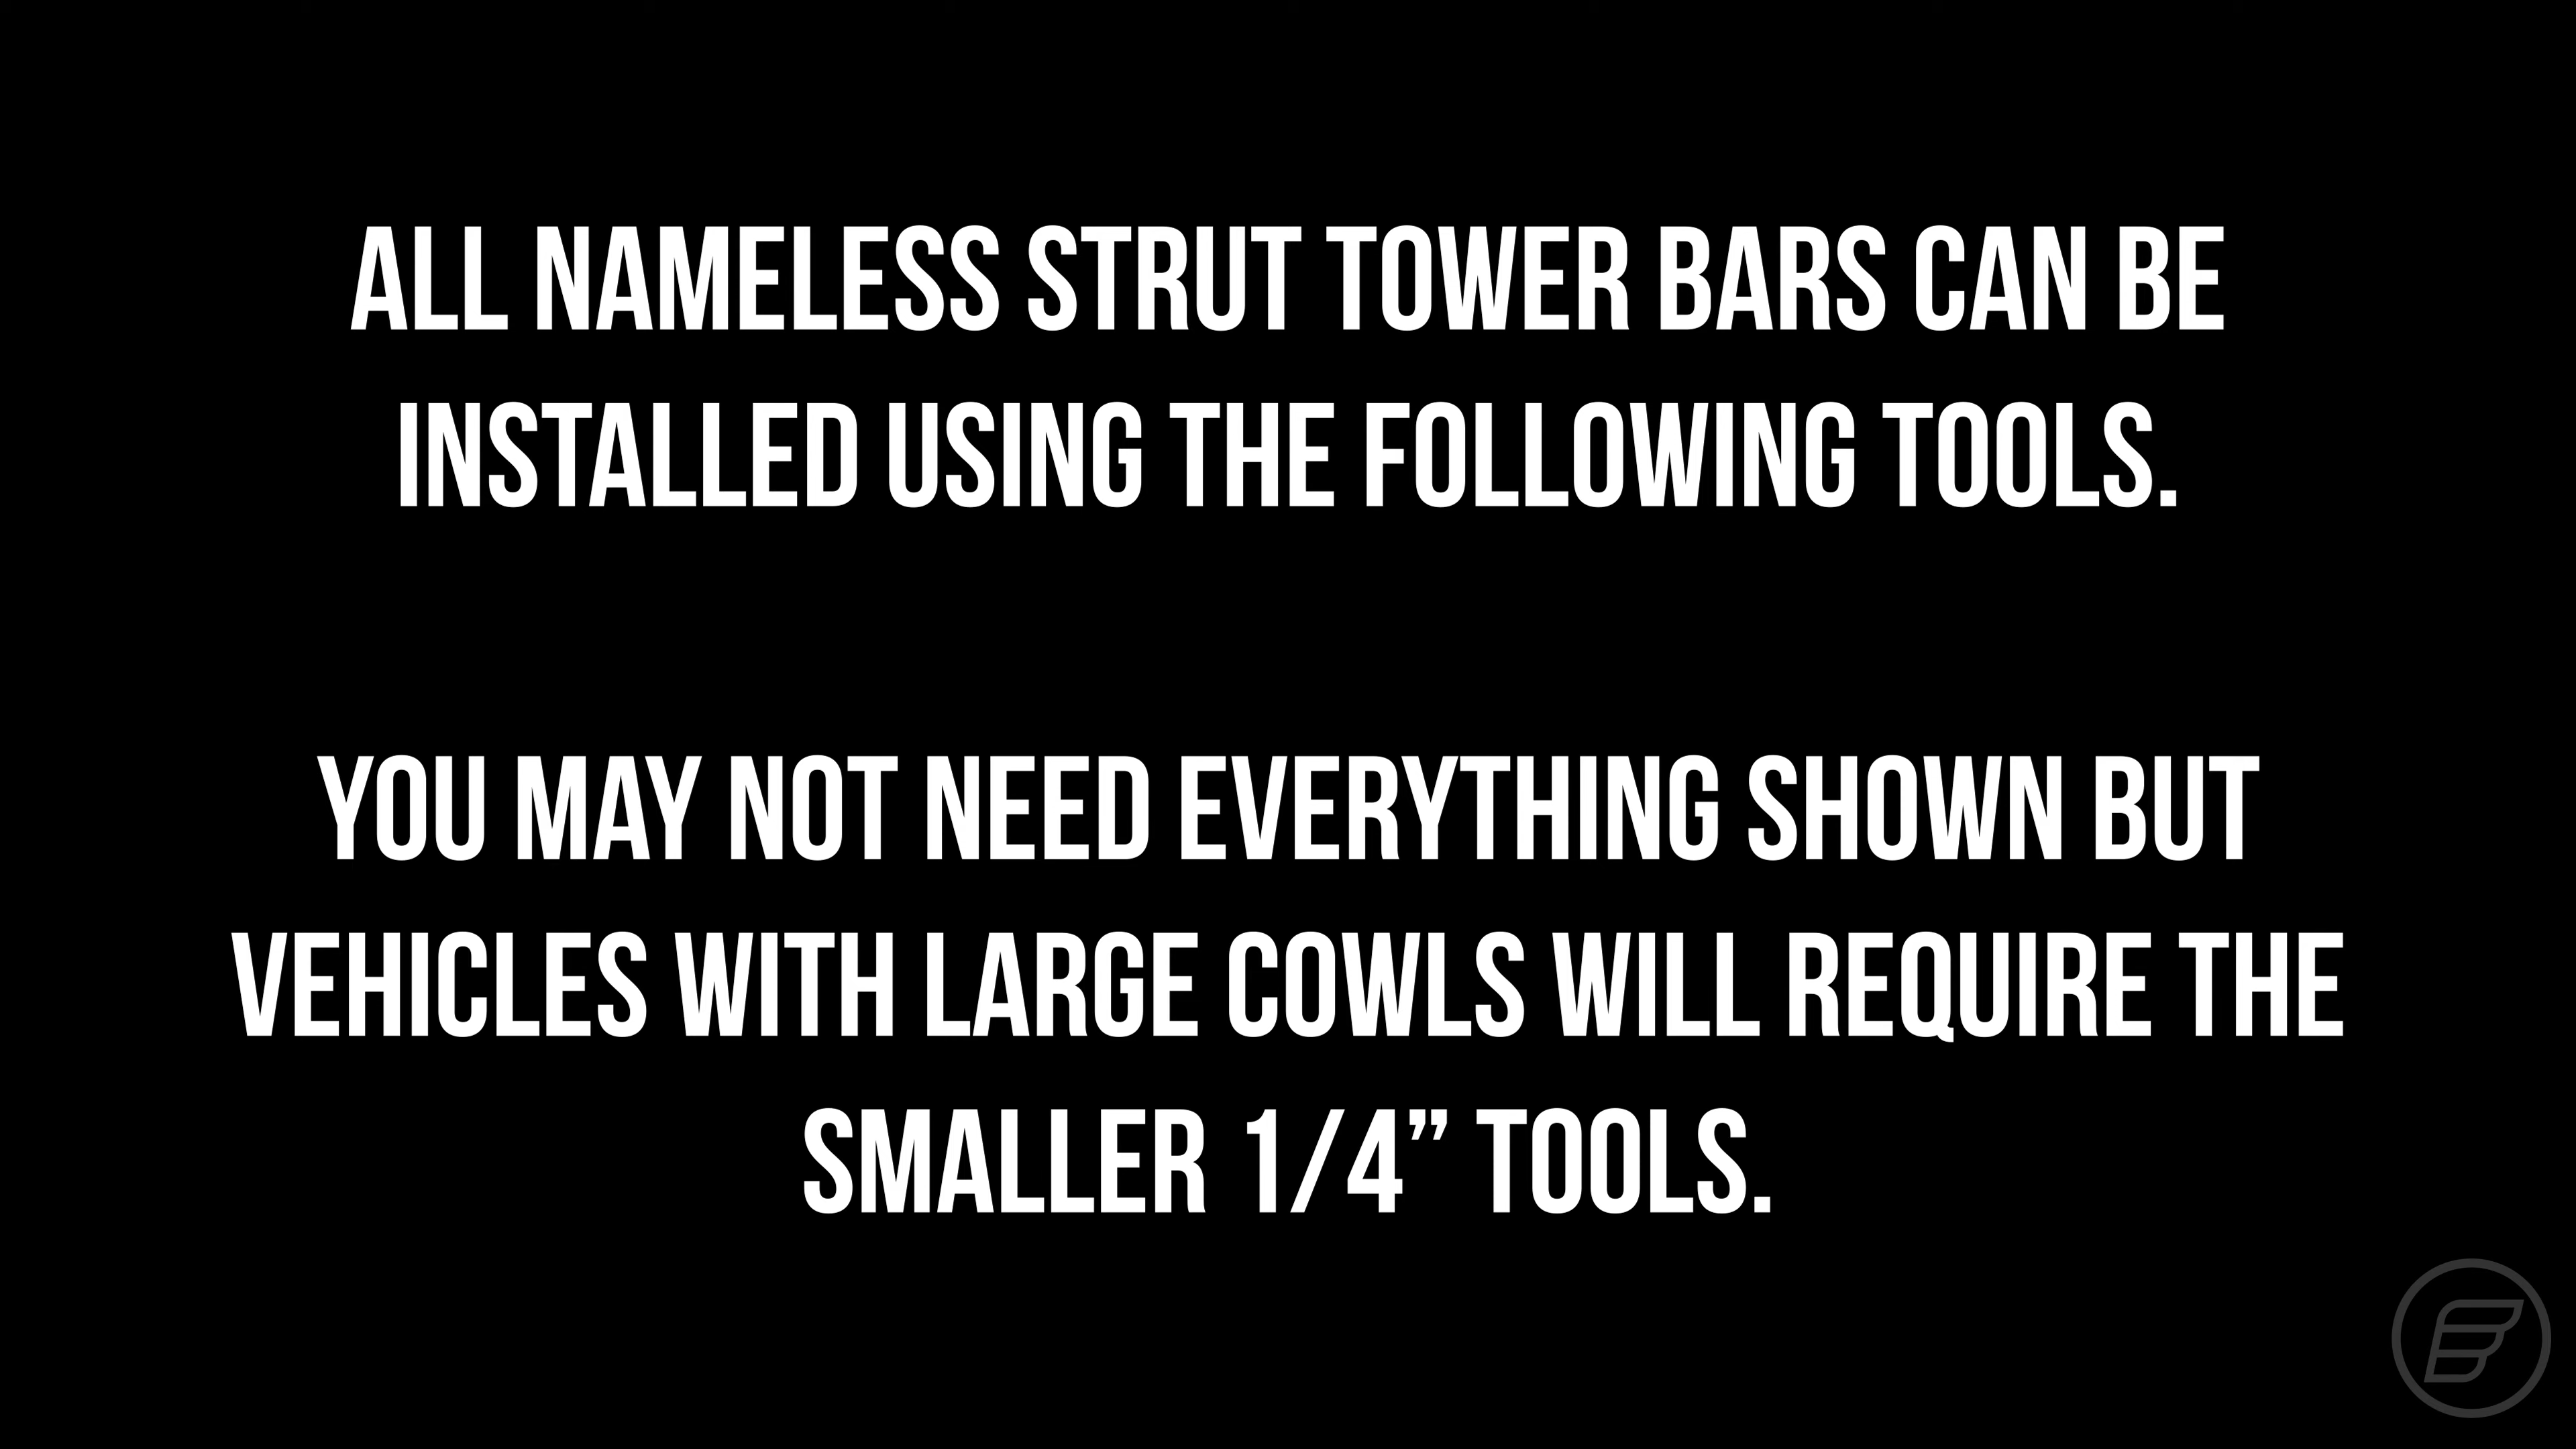 ALL NAMELESS STRUT TOWER BARS CAN BE
INSTALLED USING THE FOLLOWING TOOLS.
YOU MAY NOT NEED EVERYTHING SHOWN BUT
VEHICLES WITH LARGE COWLS WILL REQUIRE THE
SMALLER 1/4” TOOLS.